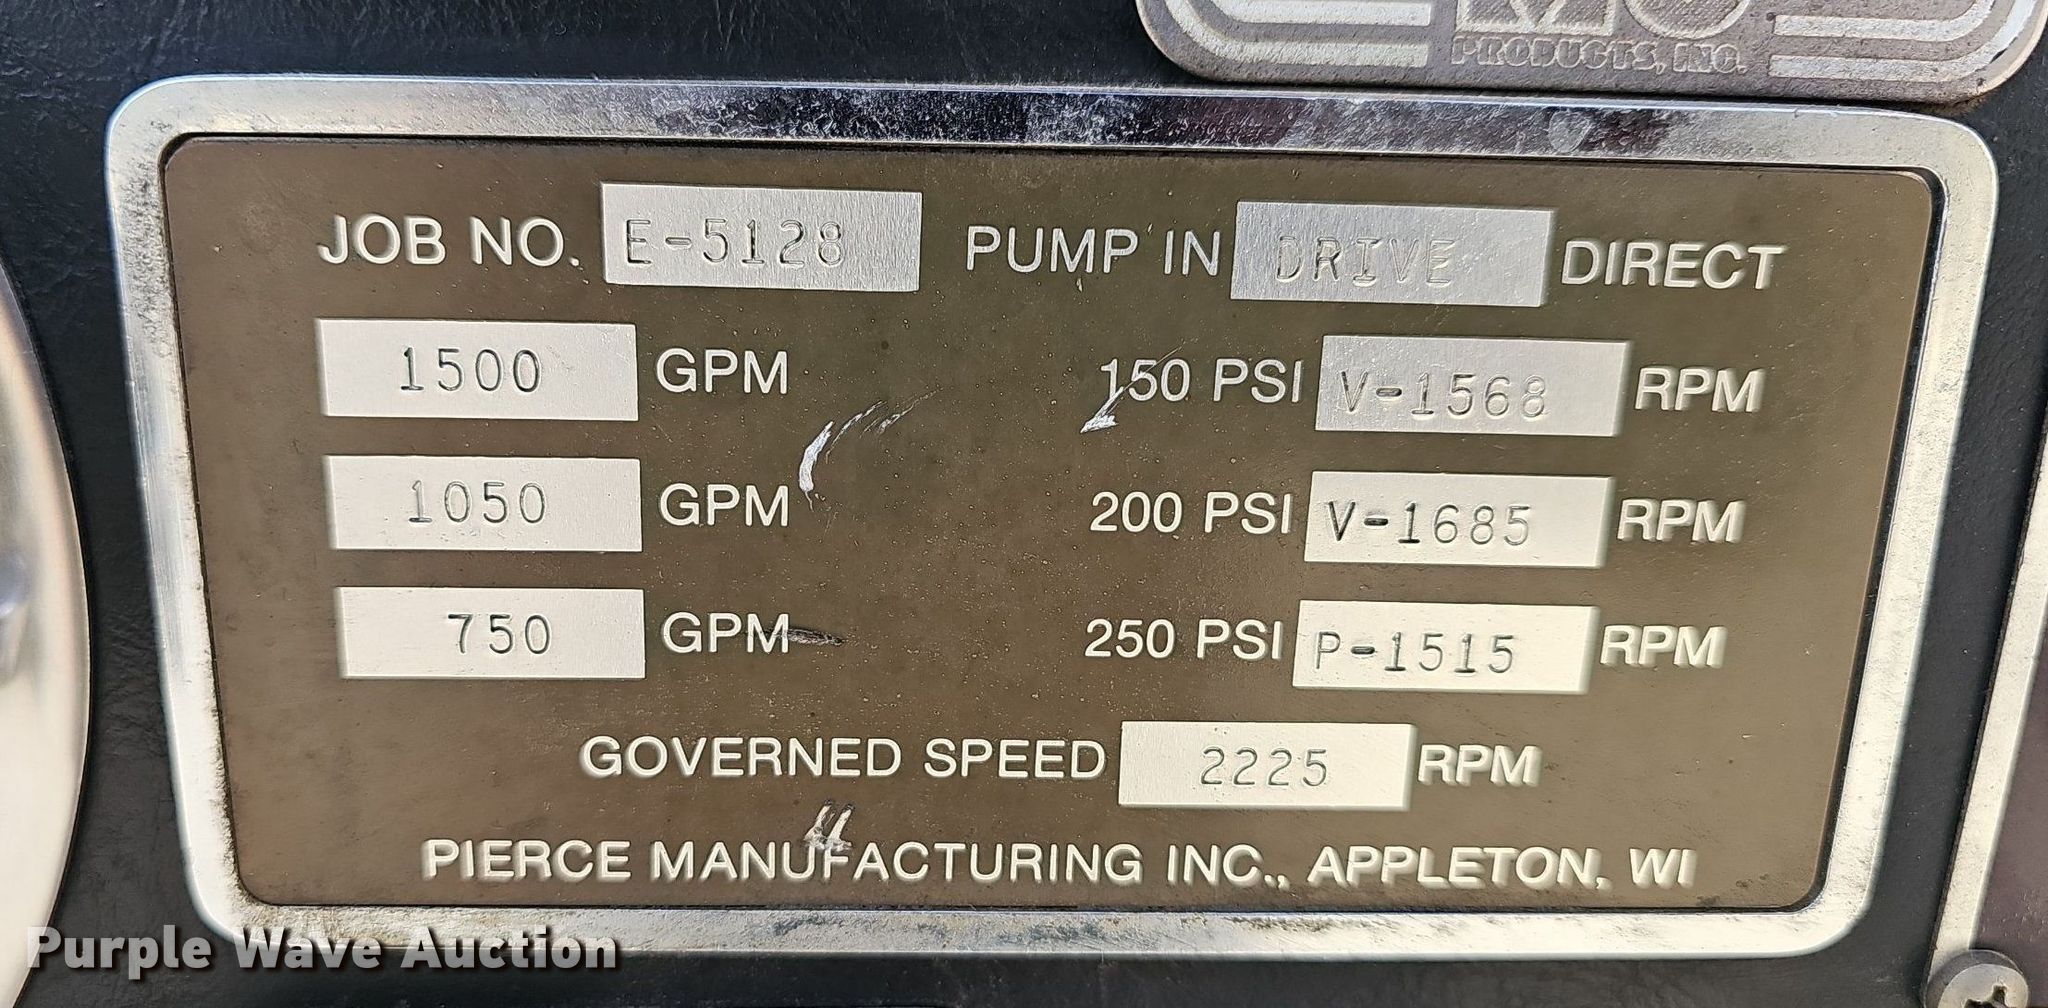 PRODUCTS, INC.
JOB NO. E-5128 PUMP IN DRIVE DIRECT
1500 GPM 150 PSI V-1568 RPM
1050 GPM 200 PSI V-1685 RPM
750 GPM 250 PSI P-1515 RPM
GOVERNED SPEED 2225 RPM
PIERCE MANUFACTURING INC., APPLETON, WI
Purple Wave Auction